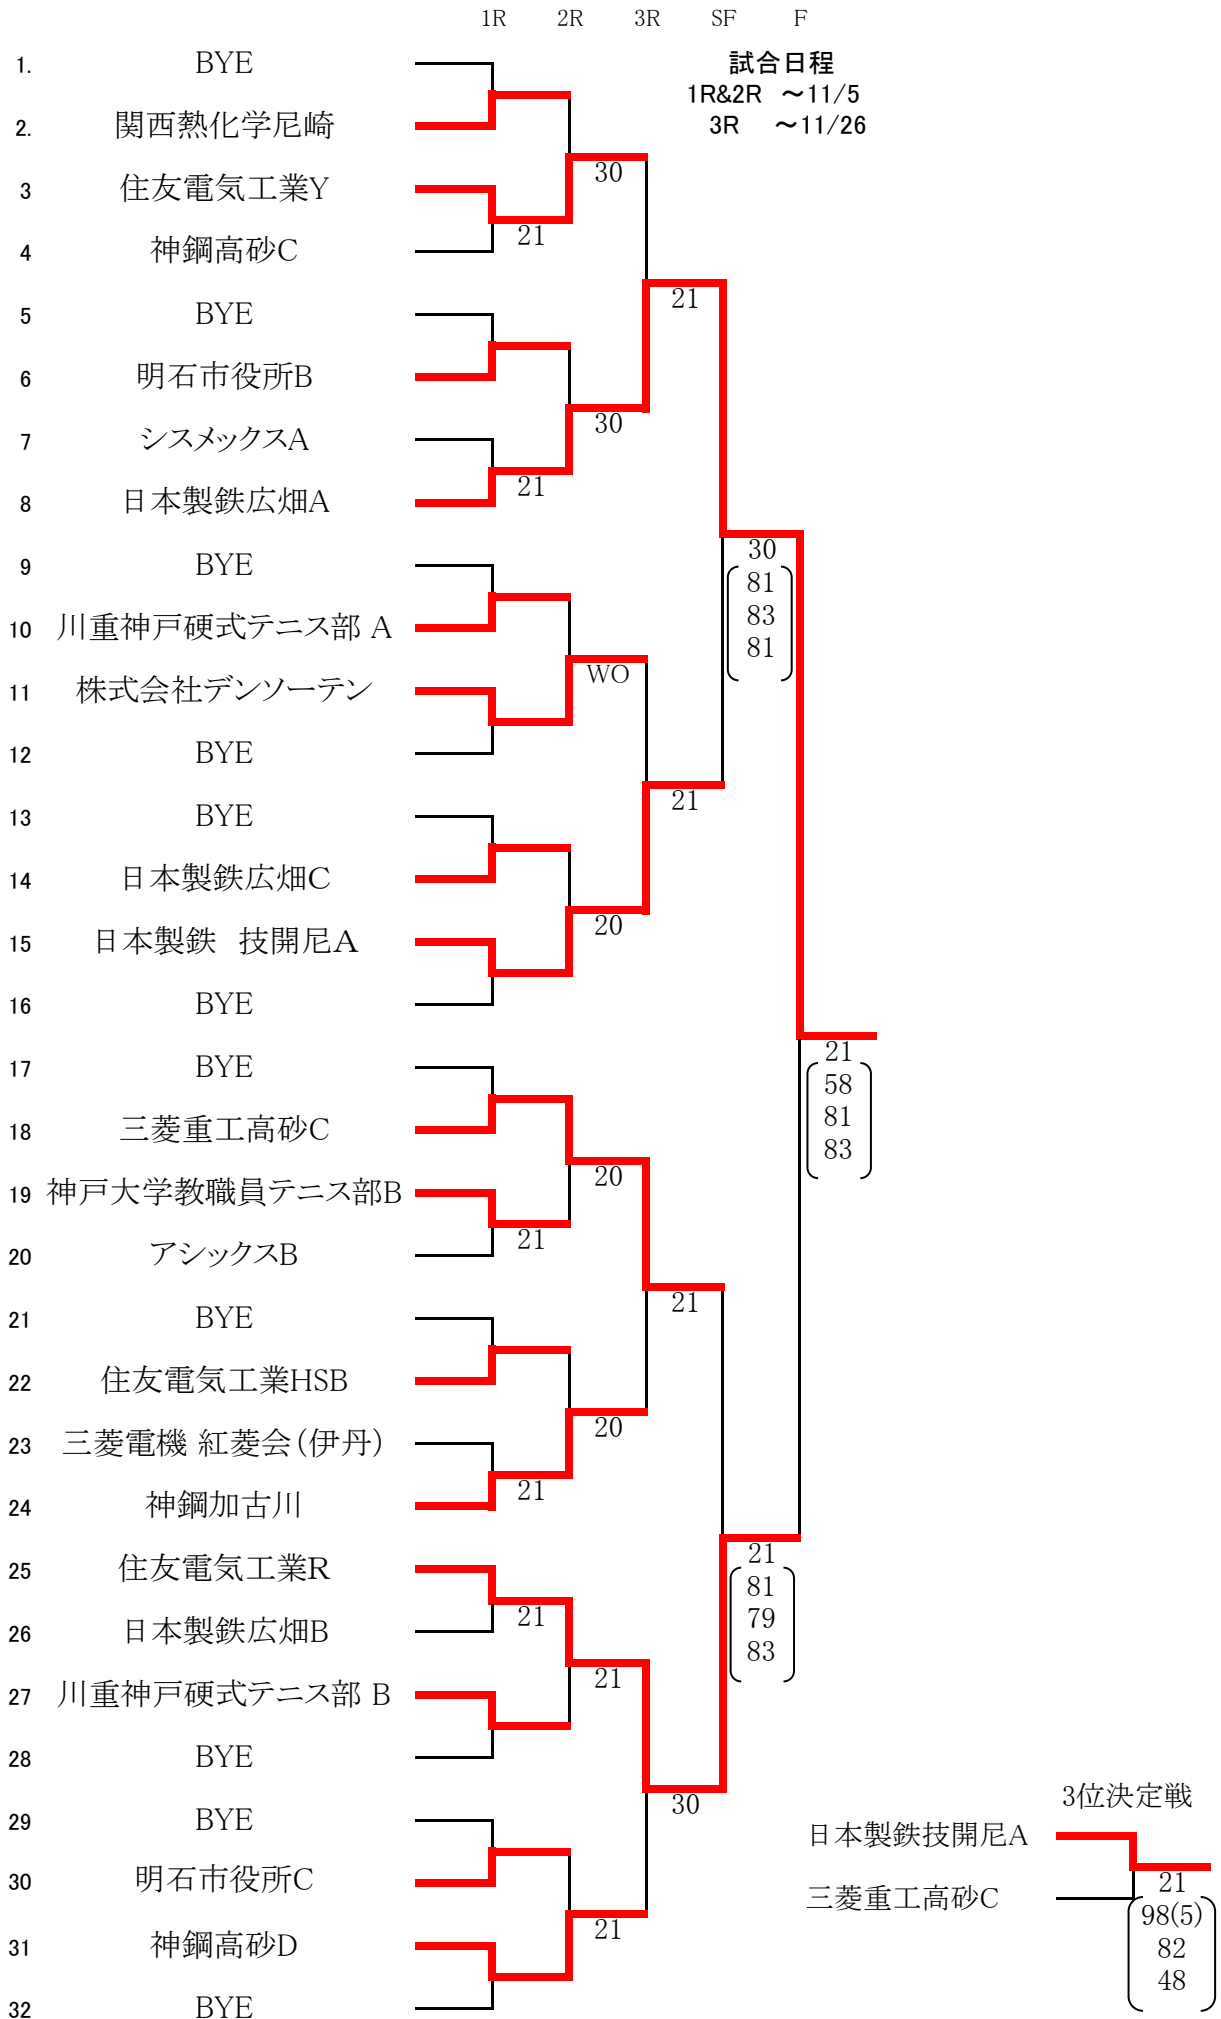 1R 2R 3R SF F
試合日程
1R&2R ～11/5
3R ～11/26
1. BYE
2. 関西熱化学尼崎
30
3 住友電気工業Y
21
4 神鋼高砂C
21
5 BYE
6 明石市役所B
30
7 シスメックスA
21
8 日本製鉄広畑A
30
81
83
81
9 BYE
10 川重神戸硬式テニス部 A
WO
11 株式会社デンソーテン
12 BYE
21
13 BYE
14 日本製鉄広畑C
20
15 日本製鉄　技開尼A
16 BYE
21
58
81
83
17 BYE
18 三菱重工高砂C
20
19 神戸大学教職員テニス部B
21
20 アシックスB
21
21 BYE
22 住友電気工業HSB
20
23 三菱電機 紅菱会（伊丹）
21
24 神鋼加古川
21
81
79
83
25 住友電気工業R
21
26 日本製鉄広畑B
21
27 川重神戸硬式テニス部 B
28 BYE
30
29 BYE
30 明石市役所C
21
31 神鋼高砂D
32 BYE
3位決定戦
日本製鉄技開尼A
三菱重工高砂C
21
98(5)
82
48